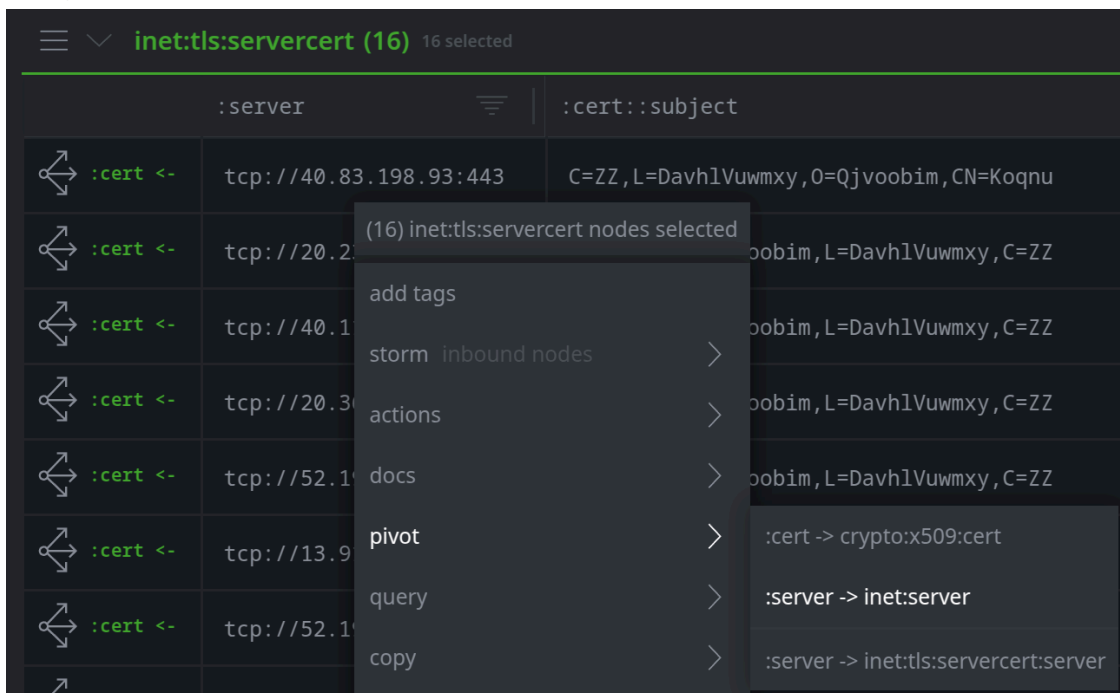 inet:tls:servercert (16) 16 selected
:server :cert::subject
:cert <- tcp://40.83.198.93:443 C=ZZ,L=DavhlVuwmxy,O=Qjvoobim,CN=Koqnu
(16) inet:tls:servercert nodes selected
:cert <- tcp://20.2 oobim,L=DavhlVuwmxy,C=ZZ
add tags
:cert <- tcp://40.1 oobim,L=DavhlVuwmxy,C=ZZ
storm inbound nodes
:cert <- tcp://20.3 oobim,L=DavhlVuwmxy,C=ZZ
actions
:cert <- tcp://52.1 oobim,L=DavhlVuwmxy,C=ZZ
docs
pivot :cert -> crypto:x509:cert
:cert <- tcp://13.9
query :server -> inet:server
:cert <- tcp://52.1
copy :server -> inet:tls:servercert:server